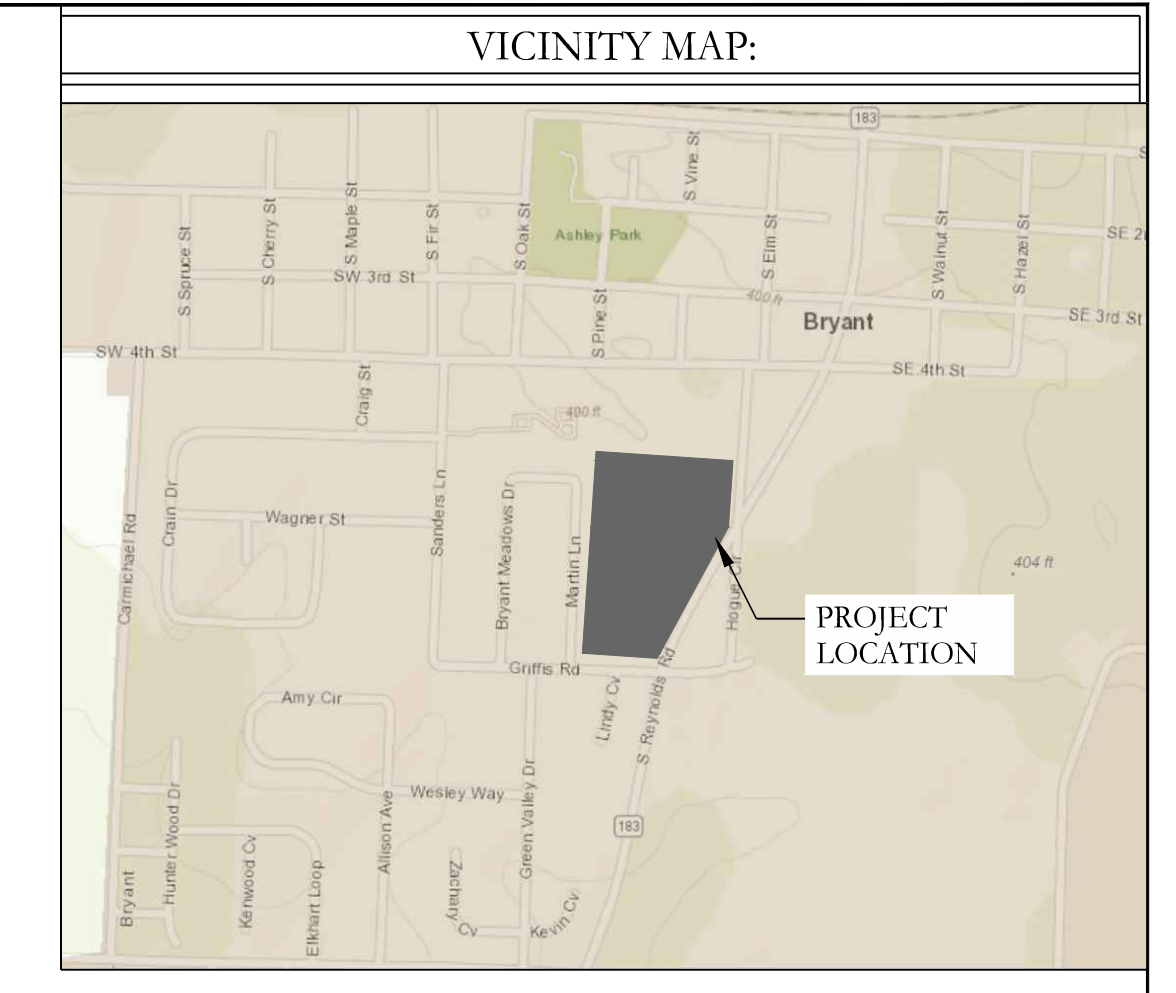 VICINITY MAP:
183
S Vine St
S Maple St
S Cherry St
S Fir St
S Oak St
S Spruce St
Ashley Park
S Elm St
S Walnut St
S Hazel St
SW 3rd St
S Pine St
400 ft
Bryant
SE 3rd St
SW 4th St
SE 4th St
Craig St
400 ft
Crain Dr
Wagner St
Sanders Ln
Bryant Meadows Dr
Martin Ln
Carmichael Rd
Hogue Cir
404 ft
PROJECT
LOCATION
Griffis Rd
Lindy Cv
S Reynolds Rd
Amy Cir
Wesley Way
Hunter Wood Dr
Allison Ave
Green Valley Dr
183
Bryant
Kenwood Cv
Elkhart Loop
Zachary
Cv
Kevin Cv